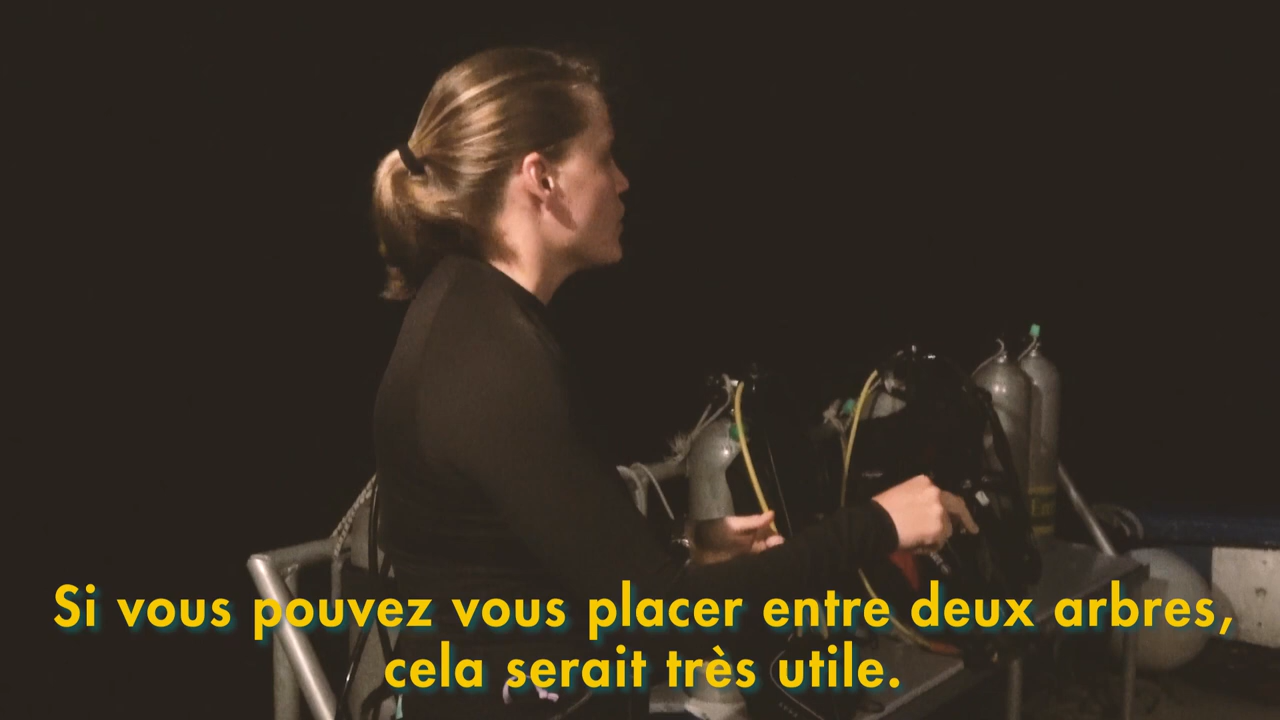 Si vous pouvez vous placer entre deux arbres,
cela serait très utile.